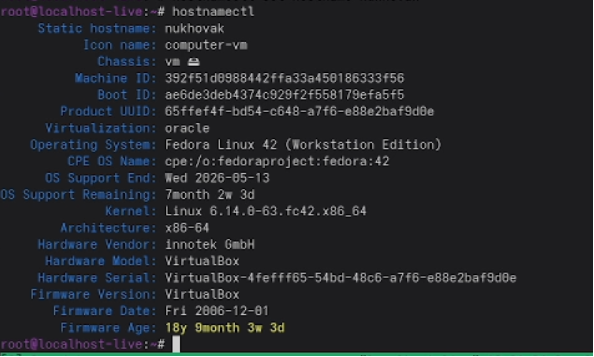 root@localhost-live:~# hostnamectl
Static hostname: nukhovak
Icon name: computer-vm
Chassis: vm 🖴
Machine ID: 392f51d0988442ffa33a450186333f56
Boot ID: ae6de3deb4374c929f2f558179efa5f5
Product UUID: 65ffef4f-bd54-c648-a7f6-e88e2baf9d0e
Virtualization: oracle
Operating System: Fedora Linux 42 (Workstation Edition)
CPE OS Name: cpe:/o:fedoraproject:fedora:42
OS Support End: Wed 2026-05-13
OS Support Remaining: 7month 2w 3d
Kernel: Linux 6.14.0-63.fc42.x86_64
Architecture: x86-64
Hardware Vendor: innotek GmbH
Hardware Model: VirtualBox
Hardware Serial: VirtualBox-4fefff65-54bd-48c6-a7f6-e88e2baf9d0e
Firmware Version: VirtualBox
Firmware Date: Fri 2006-12-01
Firmware Age: 18y 9month 3w 3d
root@localhost-live:~#